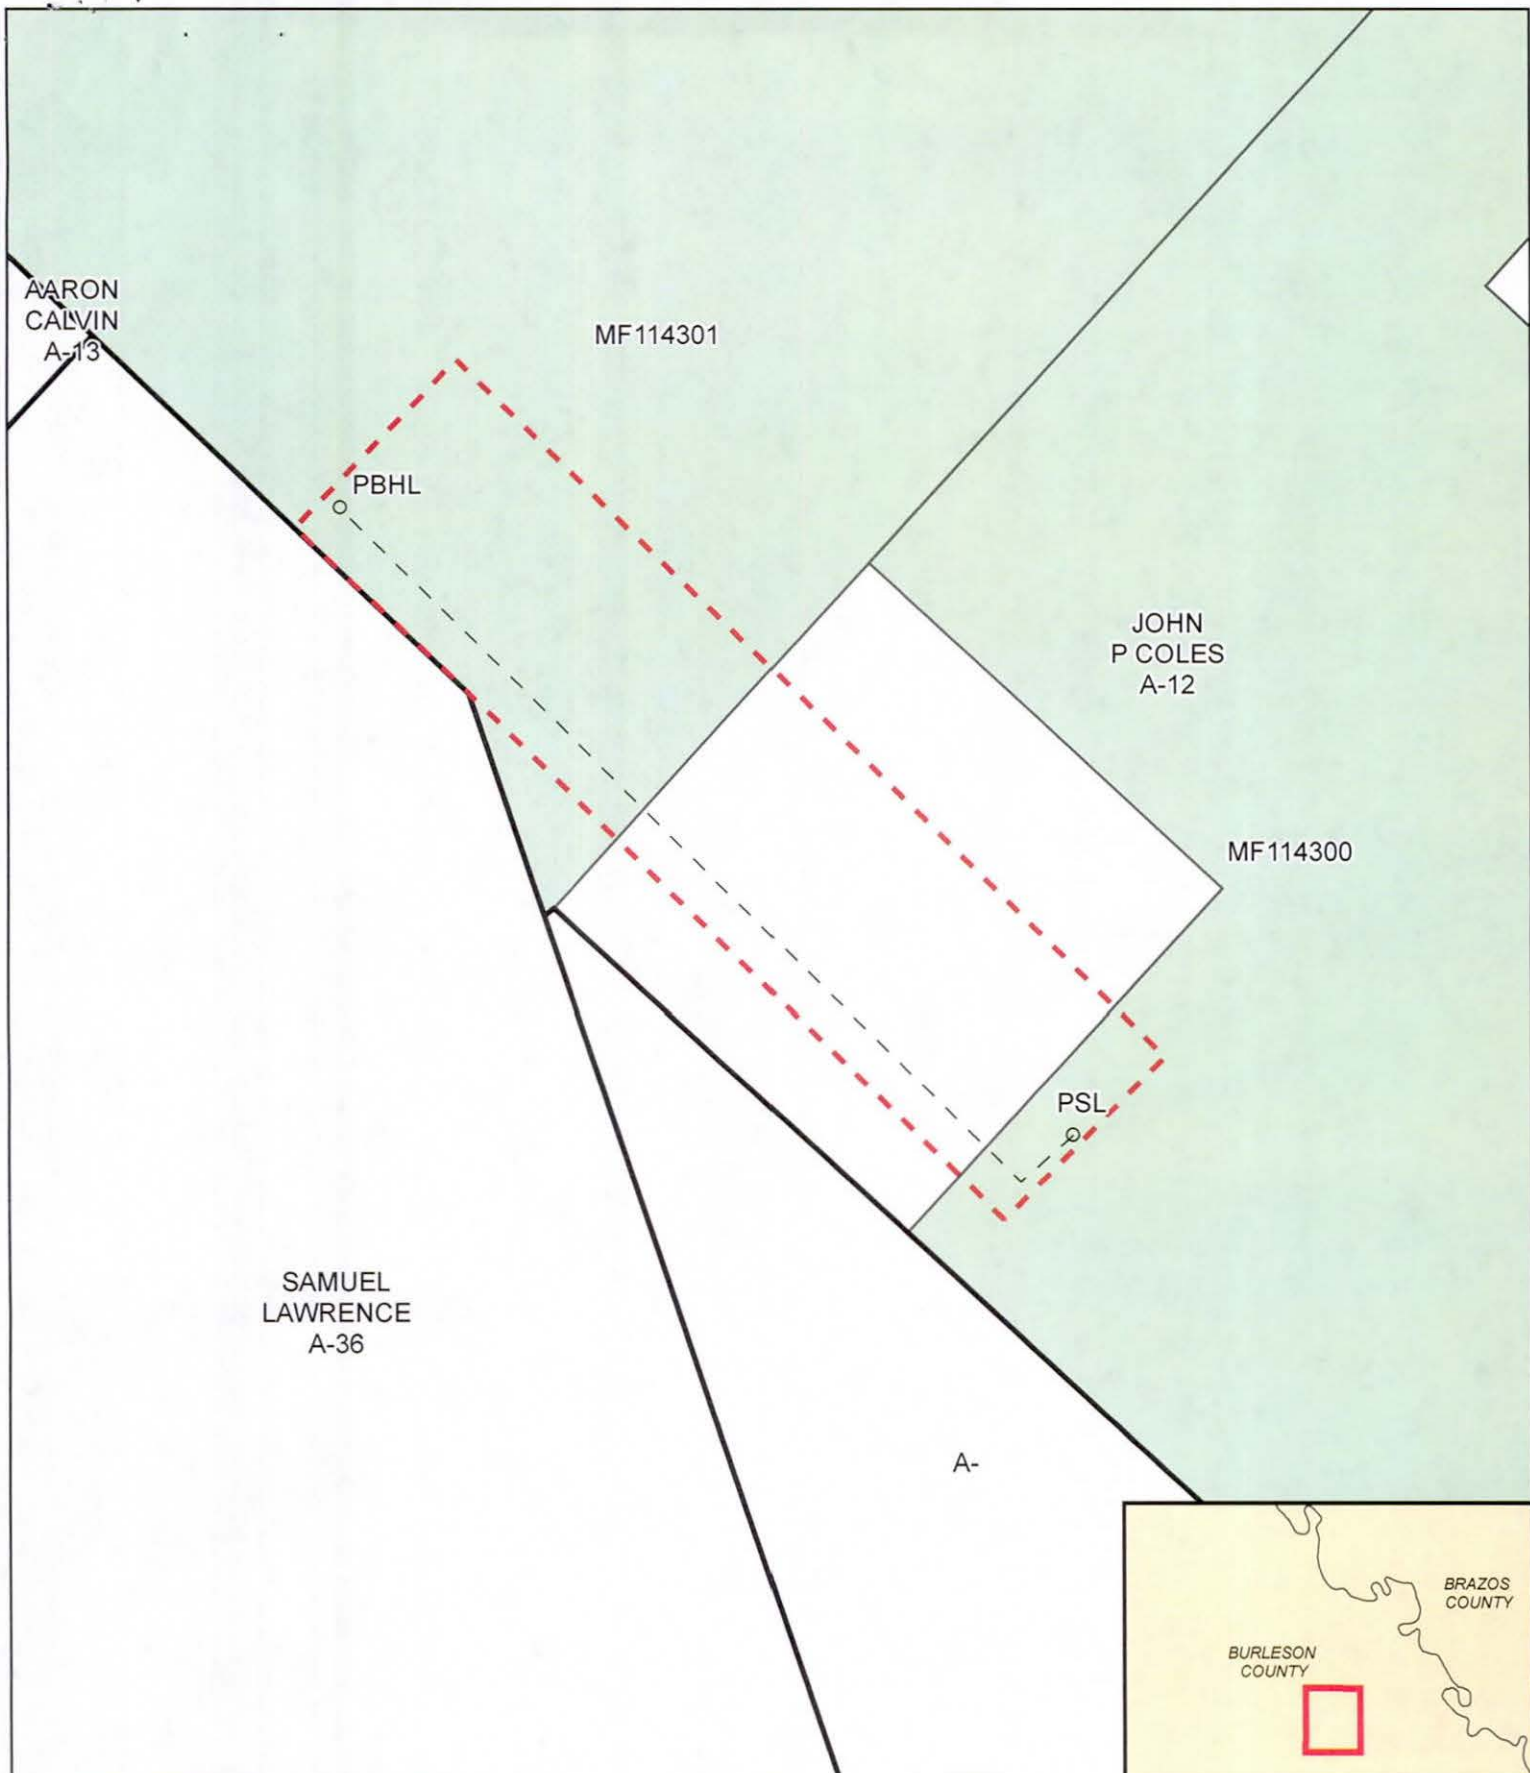 AARON
CALVIN
A-13
MF114301
PBHL
JOHN
P COLES
A-12
MF114300
PSL
SAMUEL
LAWRENCE
A-36
A-
BRAZOS
COUNTY
BURLESON
COUNTY